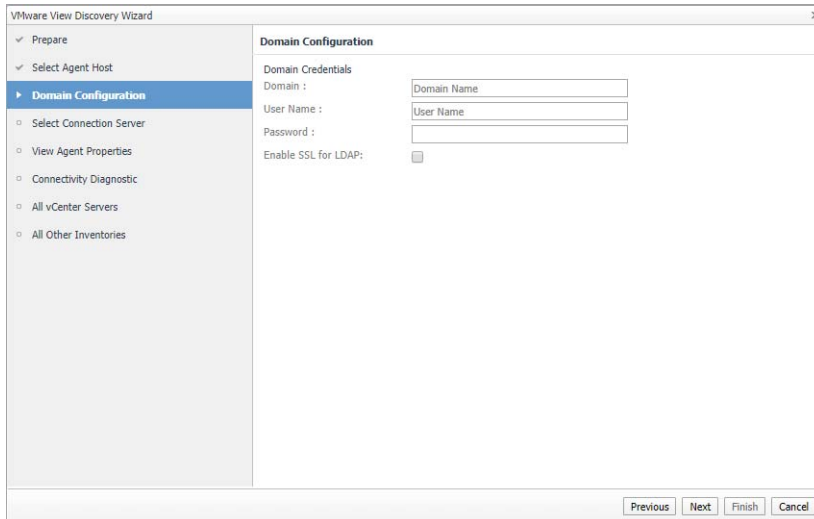 VMware View Discovery Wizard
Prepare
Select Agent Host
Domain Configuration
Select Connection Server
View Agent Properties
Connectivity Diagnostic
All vCenter Servers
All Other Inventories
Domain Configuration
Domain Credentials
Domain : Domain Name
User Name : User Name
Password :
Enable SSL for LDAP:
Previous Next Finish Cancel